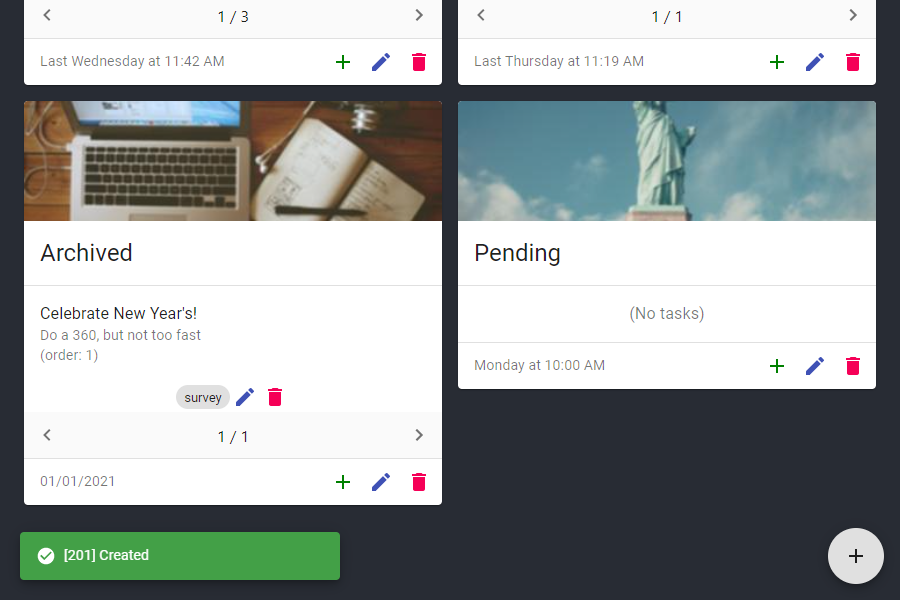 1 / 3
Last Wednesday at 11:42 AM
1 / 1
Last Thursday at 11:19 AM
Archived
Celebrate New Year's!
Do a 360, but not too fast
(order: 1)
survey
1 / 1
01/01/2021
Pending
(No tasks)
Monday at 10:00 AM
[201] Created